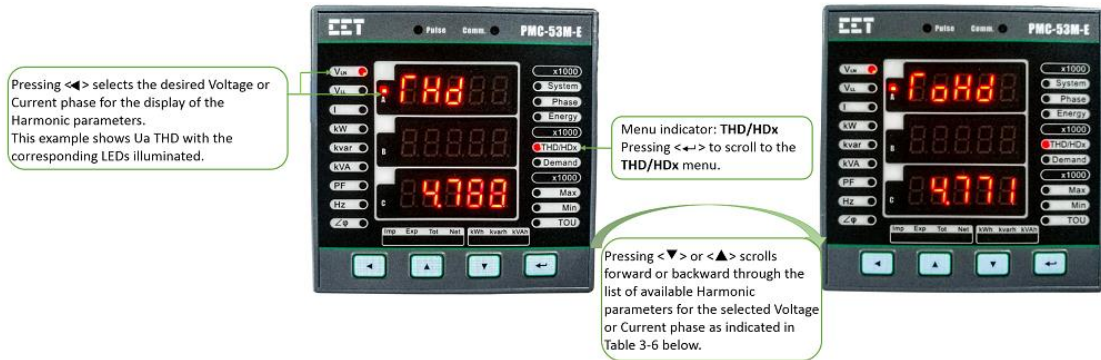 Pressing <◄> selects the desired Voltage or
Current phase for the display of the
Harmonic parameters.
This example shows Ua THD with the
corresponding LEDs illuminated.
CET
Pulse Comm. PMC-53M-E
VLN
VLL
I
kW
kvar
kVA
PF
Hz
∠φ
A THd
B
C 4.788
x1000
System
Phase
Energy
x1000
THD/HDx
Demand
x1000
Max
Min
TOU
Imp Exp Tot Net kWh kvarh kVAh
◄ ▲ ▼ ↵
Menu indicator: THD/HDx
Pressing <↵> to scroll to the
THD/HDx menu.
Pressing <▼> or <▲> scrolls
forward or backward through the
list of available Harmonic
parameters for the selected Voltage
or Current phase as indicated in
Table 3-6 below.
CET
Pulse Comm. PMC-53M-E
VLN
VLL
I
kW
kvar
kVA
PF
Hz
∠φ
A ToHd
B
C 4.771
x1000
System
Phase
Energy
x1000
THD/HDx
Demand
x1000
Max
Min
TOU
Imp Exp Tot Net kWh kvarh kVAh
◄ ▲ ▼ ↵